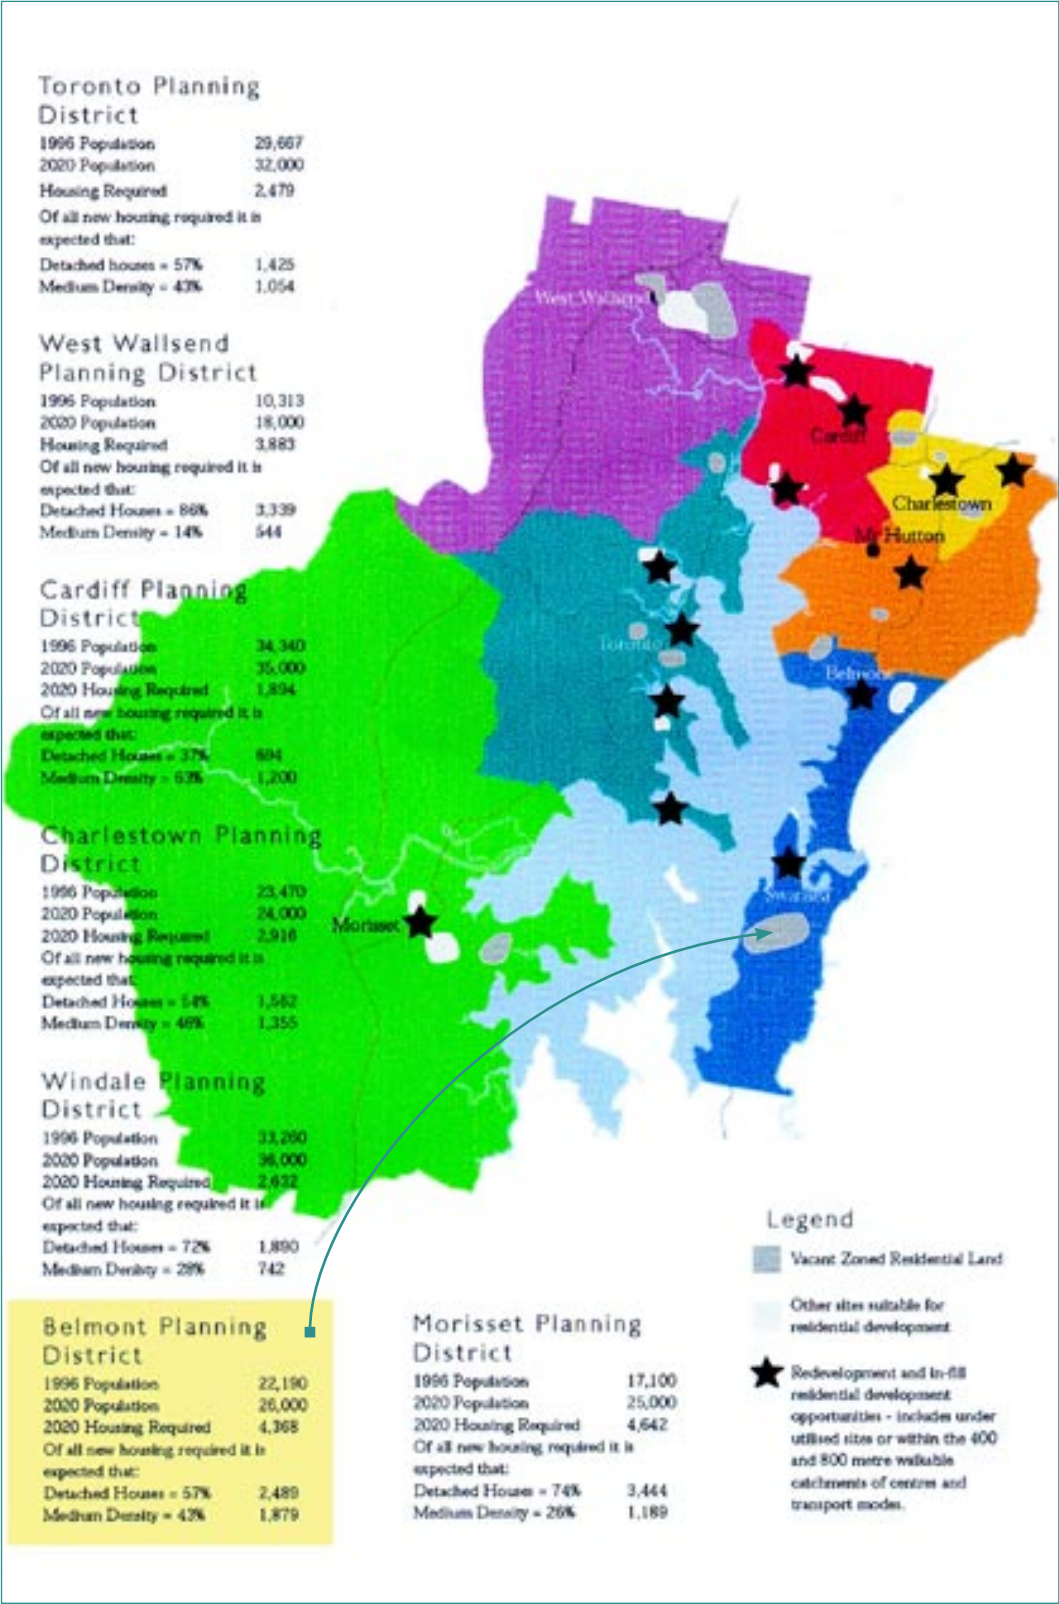 Toronto Planning
District
1996 Population 29,667
2020 Population 32,000
Housing Required 2,479
Of all new housing required it is
expected that:
Detached houses = 57% 1,425
Medium Density = 43% 1,054
West Wallsend
Planning District
1996 Population 10,313
2020 Population 18,000
Housing Required 3,883
Of all new housing required it is
expected that:
Detached Houses = 86% 3,339
Medium Density = 14% 544
Cardiff Planning
District
1996 Population 34,340
2020 Population 35,000
2020 Housing Required 1,894
Of all new housing required it is
expected that:
Detached Houses = 37% 694
Medium Density = 63% 1,200
Charlestown Planning
District
1996 Population 23,470
2020 Population 24,000
2020 Housing Required 2,916
Of all new housing required it is
expected that:
Detached Houses = 54% 1,562
Medium Density = 46% 1,355
Windale Planning
District
1996 Population 33,260
2020 Population 36,000
2020 Housing Required 2,632
Of all new housing required it is
expected that:
Detached Houses = 72% 1,890
Medium Denisty = 28% 742
Belmont Planning
District
1996 Population 22,190
2020 Population 26,000
2020 Housing Required 4,368
Of all new housing required it is
expected that:
Detached Houses = 57% 2,489
Medium Density = 43% 1,879
Morisset Planning
District
1996 Population 17,100
2020 Population 25,000
2020 Housing Required 4,642
Of all new housing required it is
expected that:
Detached Houses = 74% 3,444
Medium Density = 26% 1,189
West Wallsend
Cardiff
Charlestown
Mt Hutton
Toronto
Belmont
Swansea
Morisset
Legend
Vacant Zoned Residential Land
Other sites suitable for
residential development
Redevelopment and in-fill
residential development
opportunities - includes under
utilised sites or within the 400
and 800 metre walkable
catchments of centres and
transport modes.